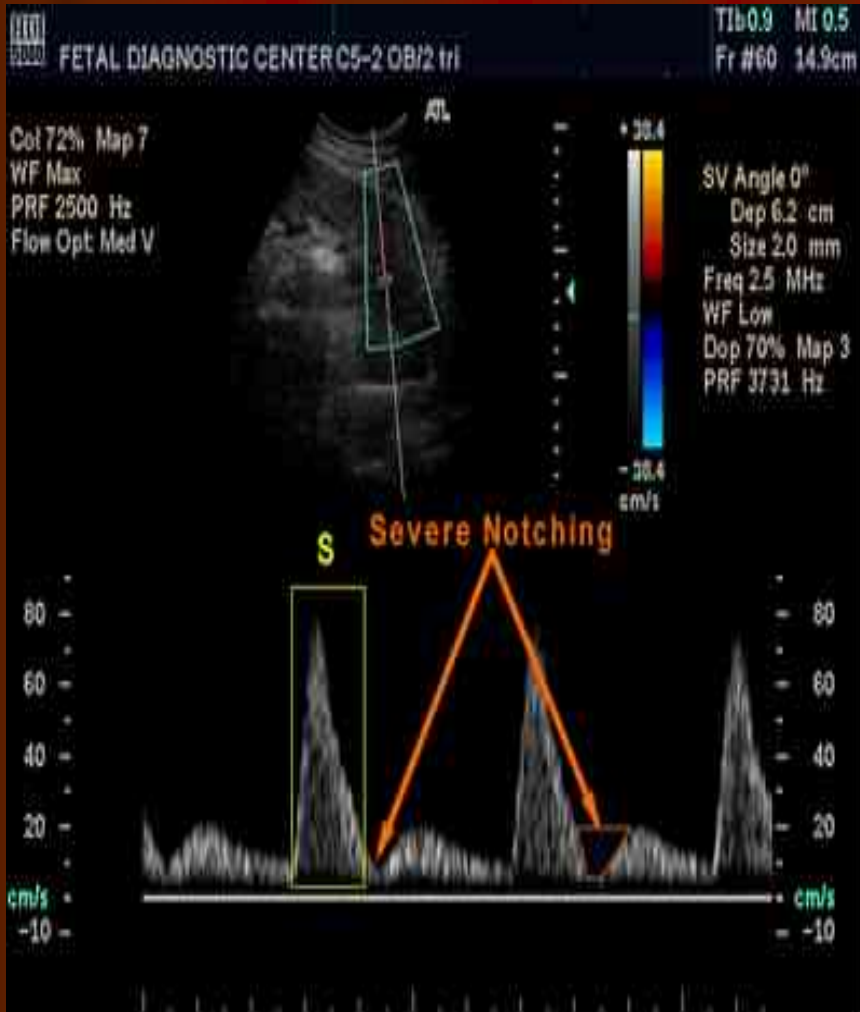 FETAL DIAGNOSTIC CENTER C5-2 OB/2 tri
TIb 0.9 MI 0.5
Fr #60 14.9cm
ATL
Col 72% Map 7
WF Max
PRF 2500 Hz
Flow Opt: Med V
+ 38.4
- 38.4
cm/s
SV Angle 0°
Dep 6.2 cm
Size 2.0 mm
Freq 2.5 MHz
WF Low
Dop 70% Map 3
PRF 3731 Hz
S
Severe Notching
80 80
60 60
40 40
20 20
cm/s cm/s
-10 -10